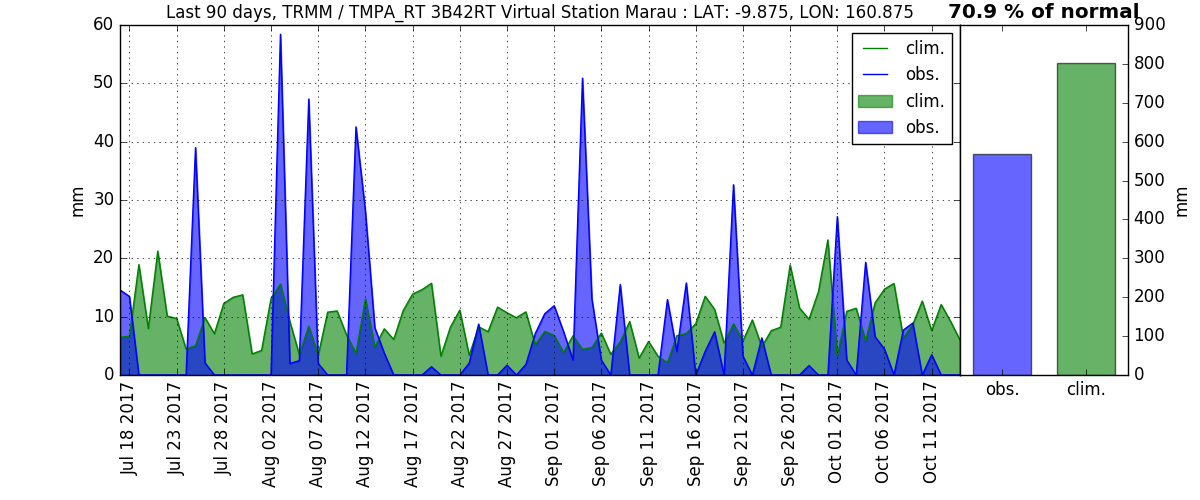 Last 90 days, TRMM / TMPA_RT 3B42RT Virtual Station Marau : LAT: -9.875, LON: 160.875
70.9 % of normal
60
50
40
30
20
10
0
mm
clim.
obs.
clim.
obs.
Jul 18 2017
Jul 23 2017
Jul 28 2017
Aug 02 2017
Aug 07 2017
Aug 12 2017
Aug 17 2017
Aug 22 2017
Aug 27 2017
Sep 01 2017
Sep 06 2017
Sep 11 2017
Sep 16 2017
Sep 21 2017
Sep 26 2017
Oct 01 2017
Oct 06 2017
Oct 11 2017
900
800
700
600
500
400
300
200
100
0
mm
obs.
clim.